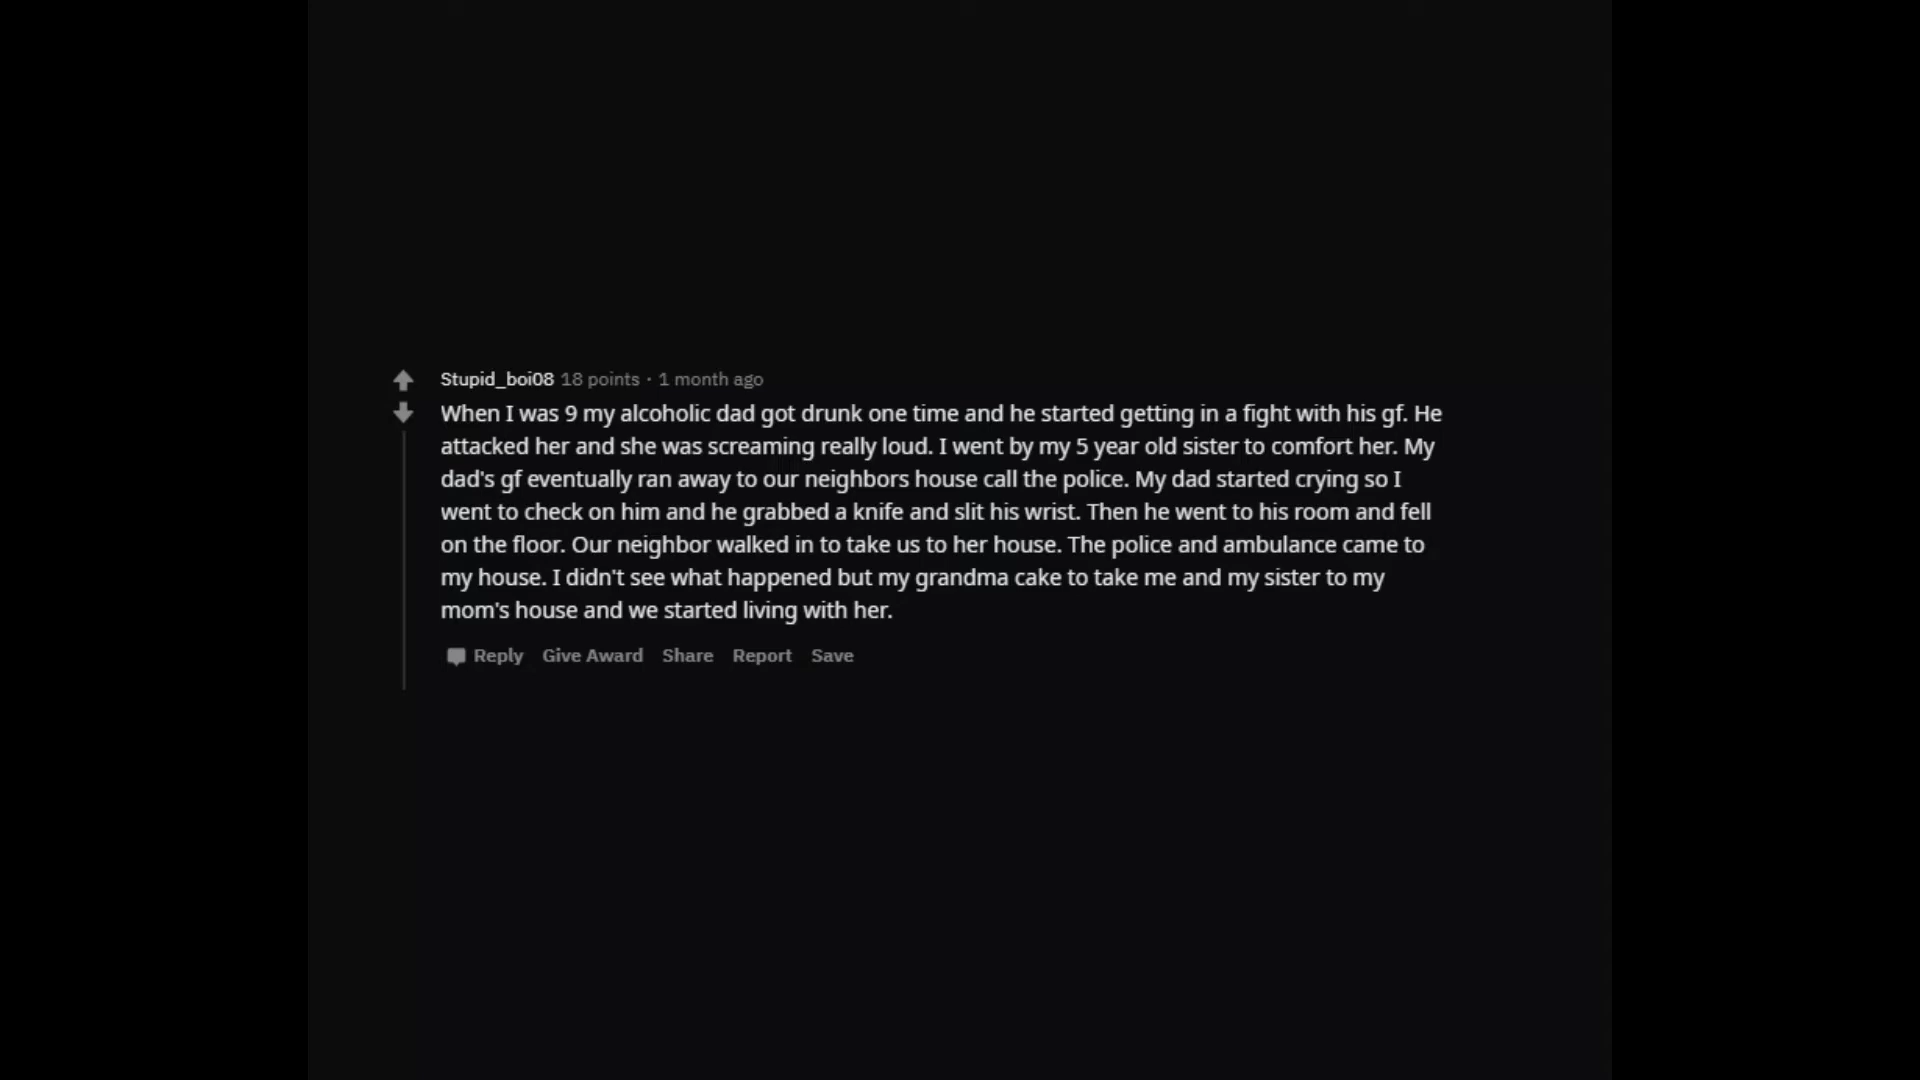 Stupid_boi08 18 points · 1 month ago
When I was 9 my alcoholic dad got drunk one time and he started getting in a fight with his gf. He
attacked her and she was screaming really loud. I went by my 5 year old sister to comfort her. My
dad's gf eventually ran away to our neighbors house call the police. My dad started crying so I
went to check on him and he grabbed a knife and slit his wrist. Then he went to his room and fell
on the floor. Our neighbor walked in to take us to her house. The police and ambulance came to
my house. I didn't see what happened but my grandma cake to take me and my sister to my
mom's house and we started living with her.
Reply Give Award Share Report Save